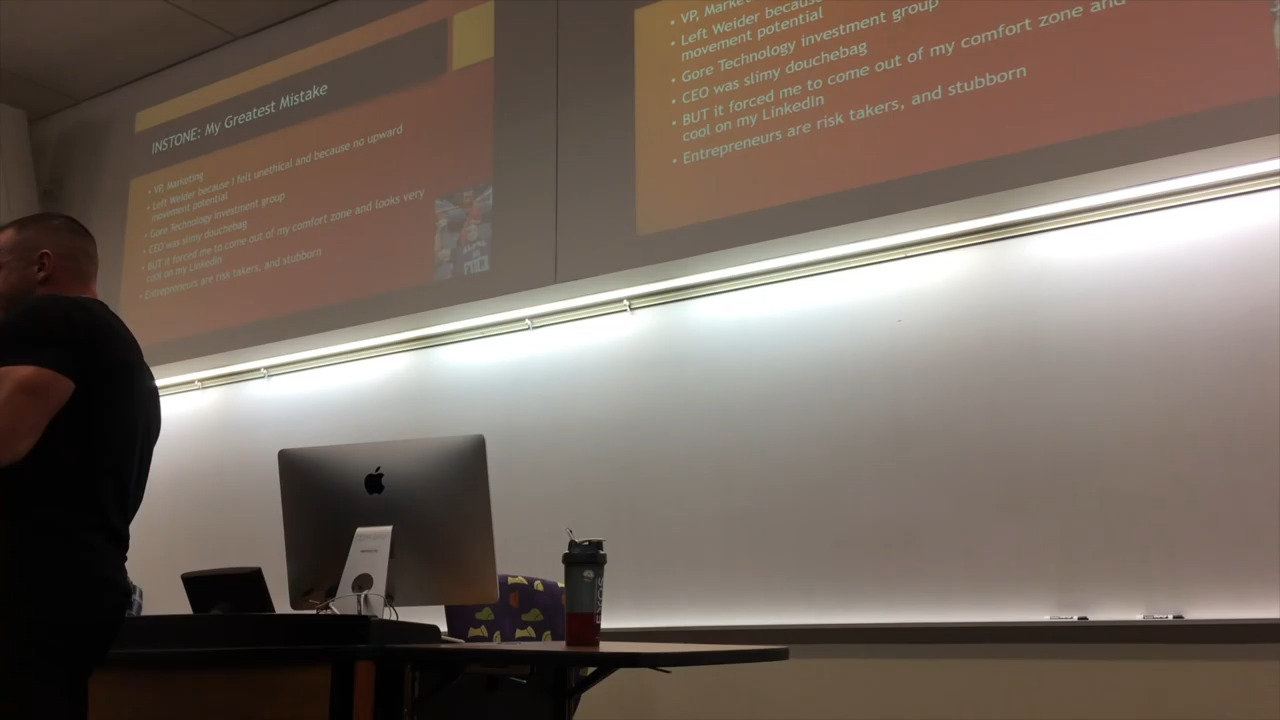 INSTONE: My Greatest Mistake
• VP, Marketing
• Left Weider because I felt unethical and because no upward
movement potential
• Gore Technology investment group
• CEO was slimy douchebag
• BUT it forced me to come out of my comfort zone and looks very
cool on my LinkedIn
• Entrepreneurs are risk takers, and stubborn
• VP, Marke
• Left Weider becaus
movement potential
• Gore Technology investment group
• CEO was slimy douchebag
• BUT it forced me to come out of my comfort zone and
cool on my LinkedIn
• Entrepreneurs are risk takers, and stubborn